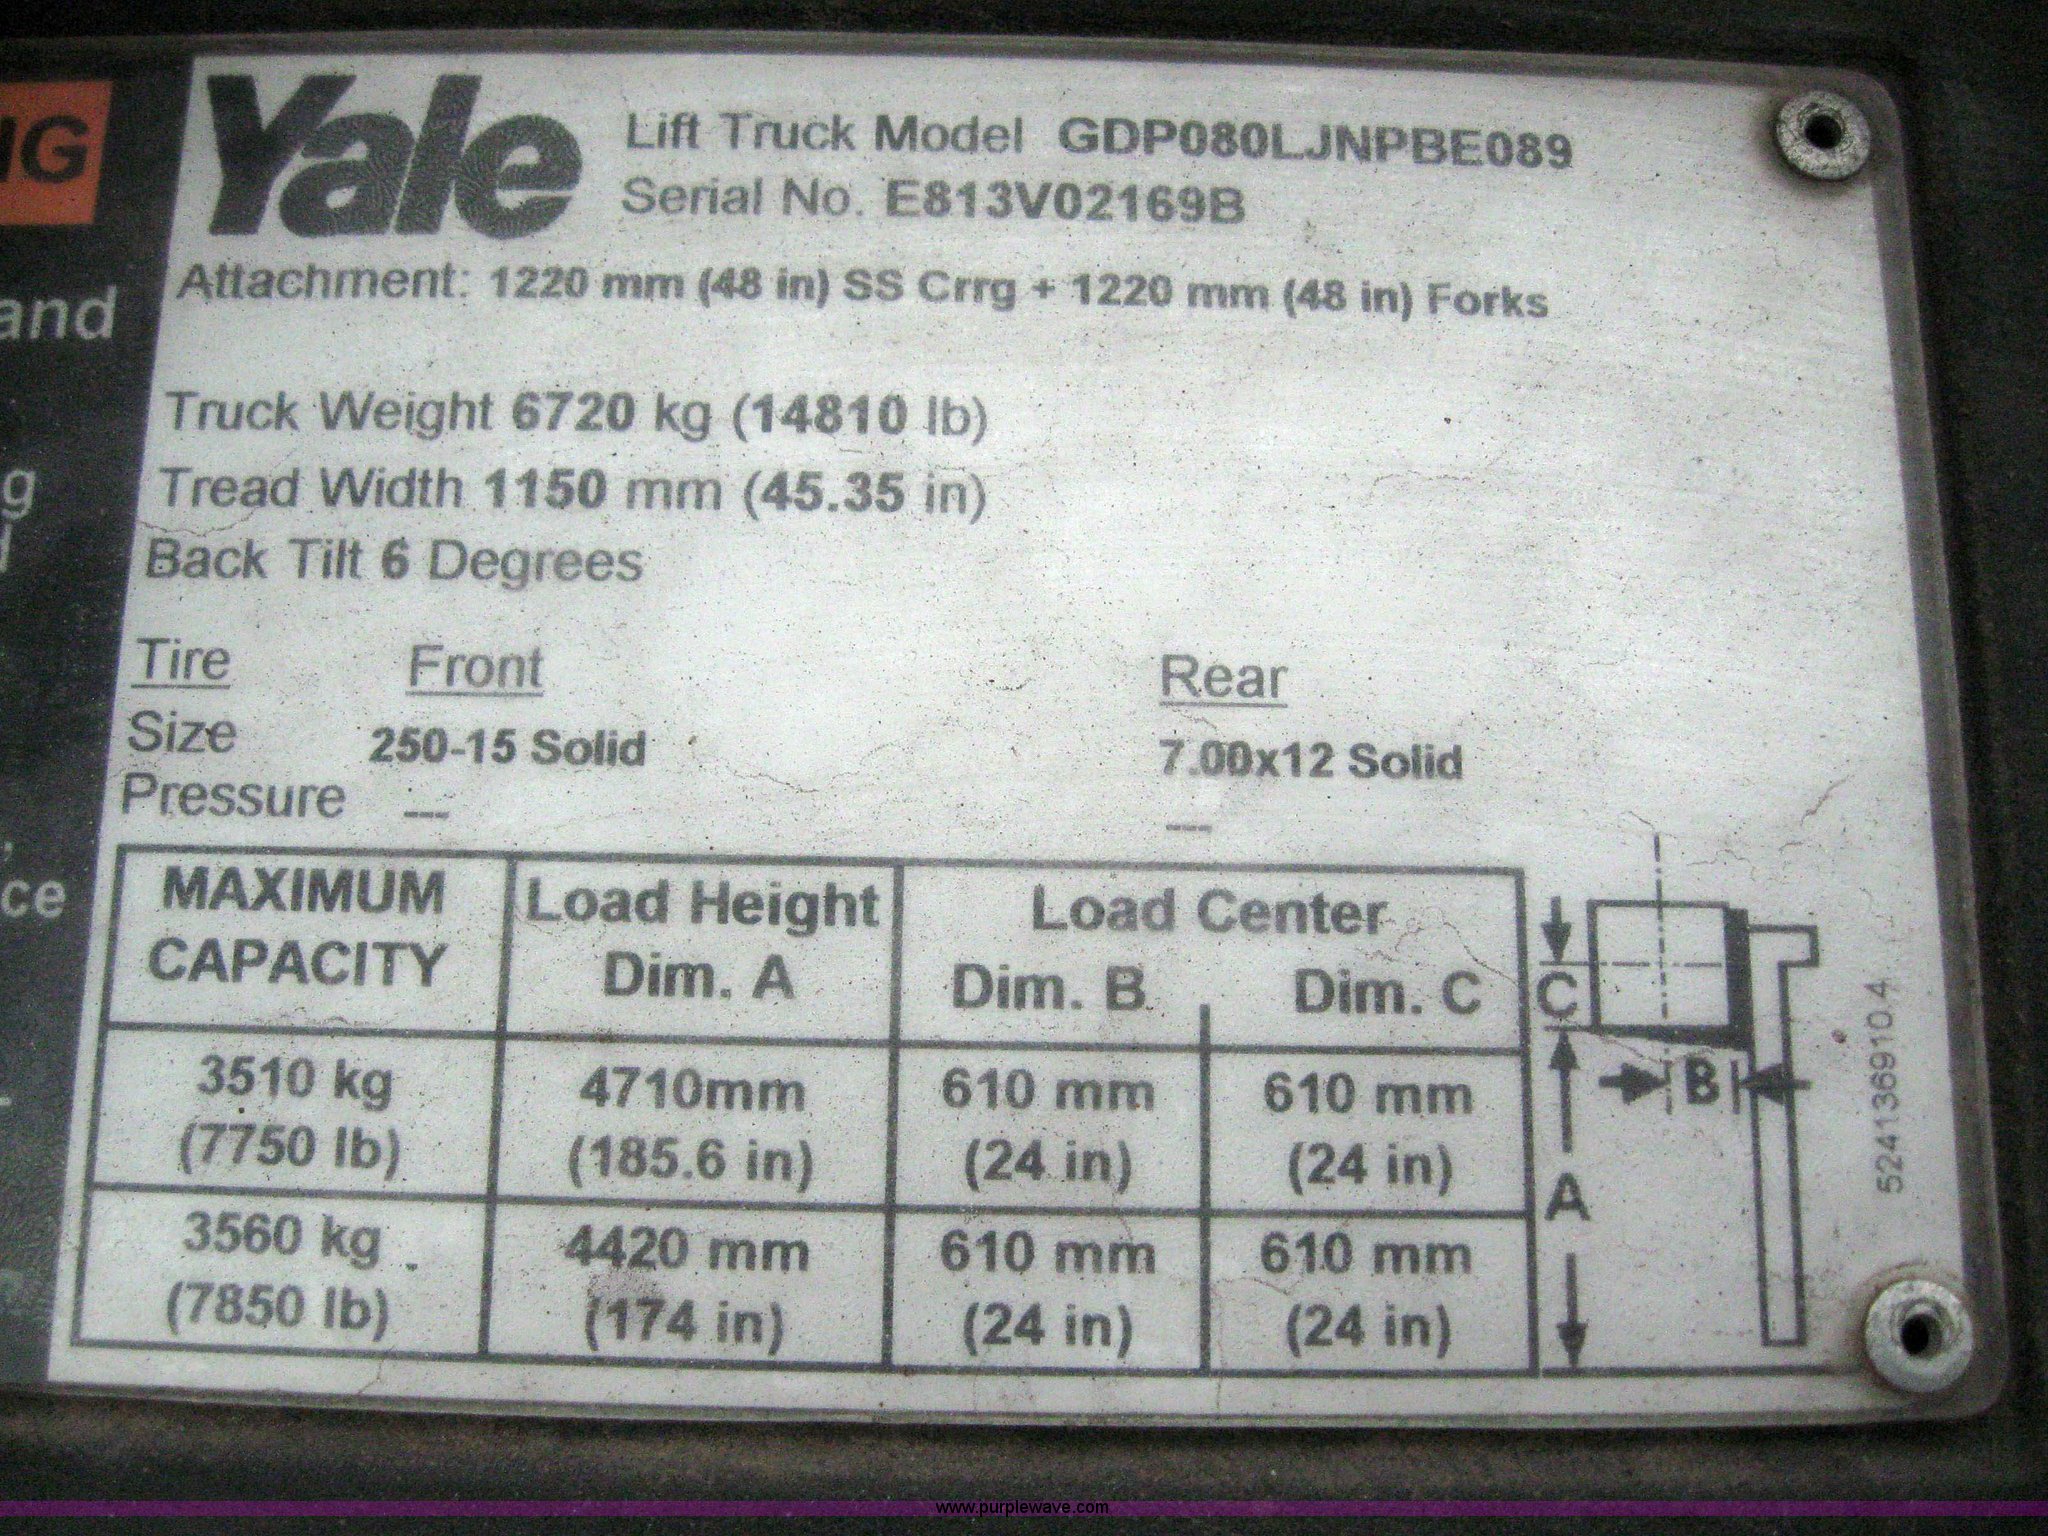 NG
and
g
ce
Yale
Lift Truck Model GDP080LJNPBE089
Serial No. E813V02169B
Attachment: 1220 mm (48 in) SS Crrg + 1220 mm (48 in) Forks
Truck Weight 6720 kg (14810 lb)
Tread Width 1150 mm (45.35 in)
Back Tilt 6 Degrees
Tire Front Rear
Size 250-15 Solid 7.00x12 Solid
Pressure --- ---
MAXIMUM CAPACITY Load Height Dim. A Load Center Dim. B Dim. C
3510 kg 4710mm 610 mm 610 mm
(7750 lb) (185.6 in) (24 in) (24 in)
3560 kg 4420 mm 610 mm 610 mm
(7850 lb) (174 in) (24 in) (24 in)
C
B
A
524136910.4
www.purplewave.com